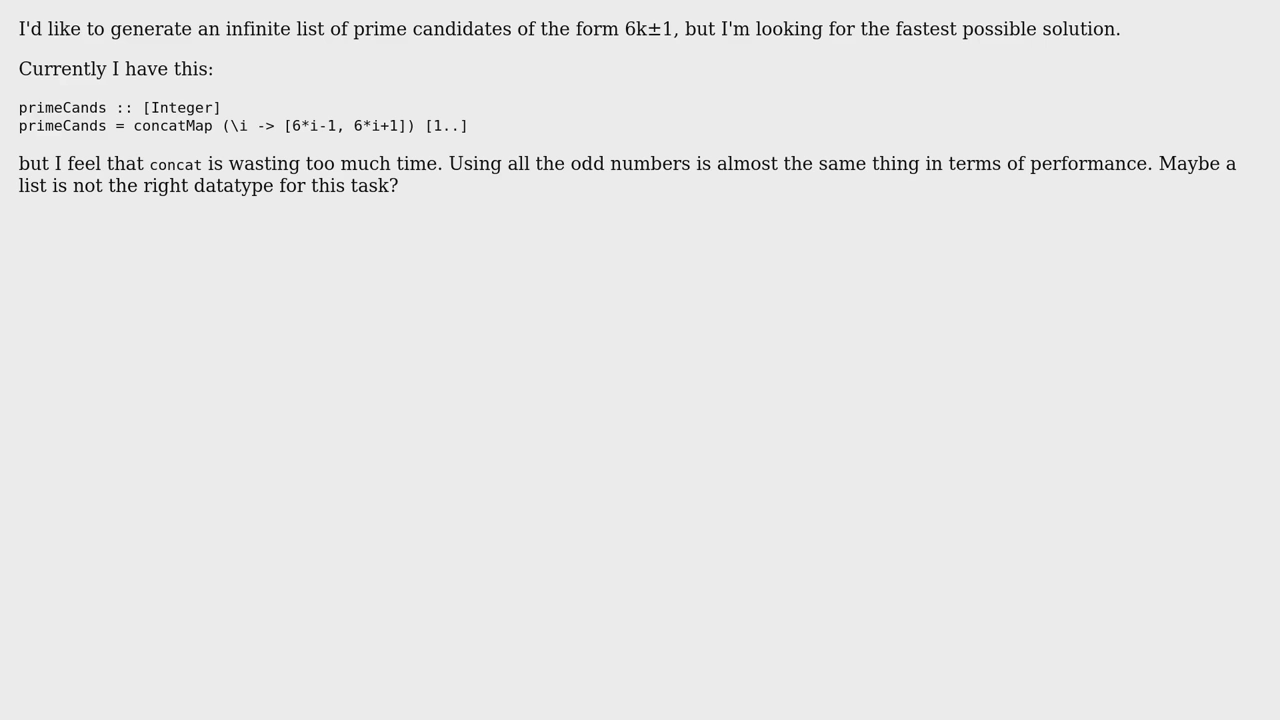 I'd like to generate an infinite list of prime candidates of the form 6k±1, but I'm looking for the fastest possible solution.
Currently I have this:
primeCands :: [Integer]
primeCands = concatMap (\i -> [6*i-1, 6*i+1]) [1..]
but I feel that concat is wasting too much time. Using all the odd numbers is almost the same thing in terms of performance. Maybe a
list is not the right datatype for this task?